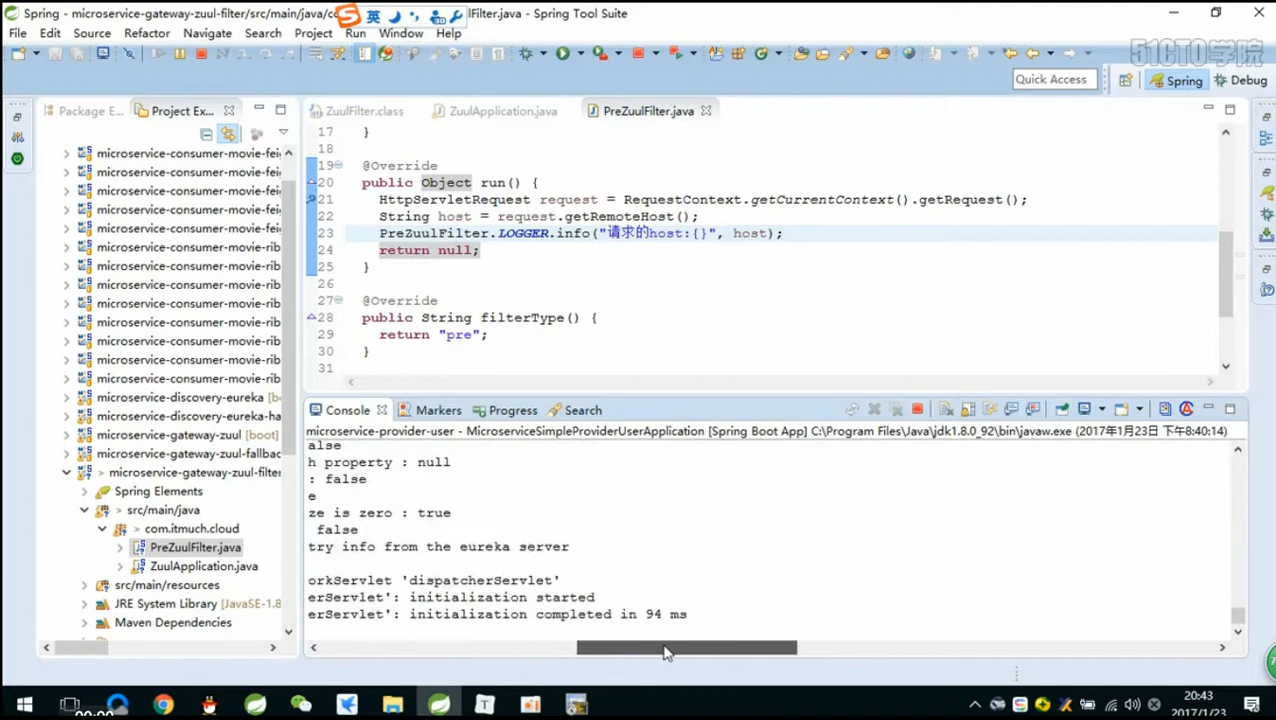 Spring - microservice-gateway-zuul-filter/src/main/java/co
英
lFilter.java - Spring Tool Suite
File Edit Source Refactor Navigate Search Project Run Window Help
51CTO学院
Quick Access
Spring
Debug
Package E...
Project Ex...
ZuulFilter.class
ZuulApplication.java
PreZuulFilter.java
microservice-consumer-movie-fei
microservice-consumer-movie-fei
microservice-consumer-movie-fei
microservice-consumer-movie-fei
microservice-consumer-movie-fei
microservice-consumer-movie-rib
microservice-consumer-movie-rib
microservice-consumer-movie-rib
microservice-consumer-movie-rib
microservice-consumer-movie-rib
microservice-consumer-movie-rib
microservice-consumer-movie-rib
microservice-consumer-movie-rib
microservice-discovery-eureka [b
microservice-discovery-eureka-ha
microservice-gateway-zuul [boot]
microservice-gateway-zuul-fallbac
> microservice-gateway-zuul-filter
Spring Elements
> src/main/java
> com.itmuch.cloud
PreZuulFilter.java
ZuulApplication.java
src/main/resources
JRE System Library [JavaSE-1.8
Maven Dependencies
17 }
18
19 @Override
20 public Object run() {
21 HttpServletRequest request = RequestContext.getCurrentContext().getRequest();
22 String host = request.getRemoteHost();
23 PreZuulFilter.LOGGER.info("请求的host:{}", host);
24 return null;
25 }
26
27 @Override
28 public String filterType() {
29 return "pre";
30 }
31
Console
Markers
Progress
Search
microservice-provider-user - MicroserviceSimpleProviderUserApplication [Spring Boot App] C:\Program Files\Java\jdk1.8.0_92\bin\javaw.exe (2017年1月23日 下午8:40:14)
alse
h property : null
: false
e
ze is zero : true
false
try info from the eureka server
orkServlet 'dispatcherServlet'
erServlet': initialization started
erServlet': initialization completed in 94 ms
20:43
2017/1/23